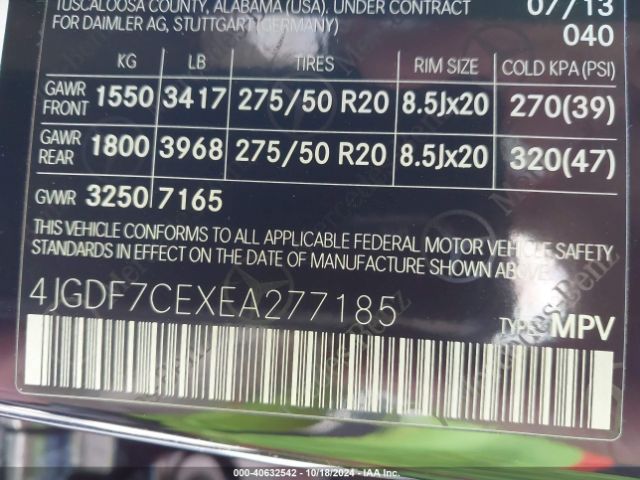 TUSCALOOSA COUNTY, ALABAMA (USA). UNDER CONTRACT
FOR DAIMLER AG, STUTTGART (GERMANY)
07/13
040
KG LB TIRES RIM SIZE COLD KPA (PSI)
GAWR FRONT 1550 3417 275/50 R20 8.5Jx20 270(39)
GAWR REAR 1800 3968 275/50 R20 8.5Jx20 320(47)
GVWR 3250 7165
THIS VEHICLE CONFORMS TO ALL APPLICABLE FEDERAL MOTOR VEHICLE SAFETY
STANDARDS IN EFFECT ON THE DATE OF MANUFACTURE SHOWN ABOVE.
4JGDF7CEXEA277185
TYPE: MPV
Mercedes-Benz
000-40632542 - 10/18/2024 - IAA Inc.